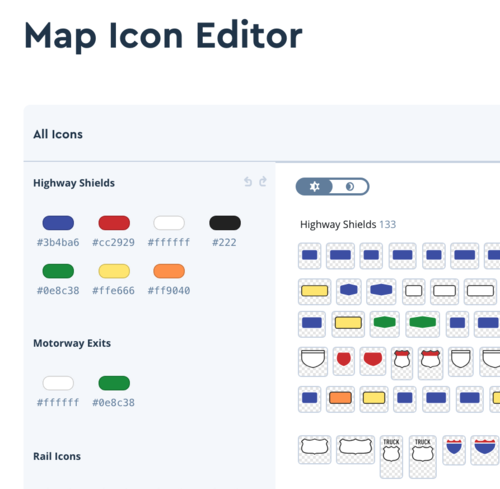 Map Icon Editor
All Icons
Highway Shields
#3b4ba6 #cc2929 #ffffff #222
#0e8c38 #ffe666 #ff9040
Motorway Exits
#ffffff #0e8c38
Rail Icons
Highway Shields 133
TRUCK TRUCK